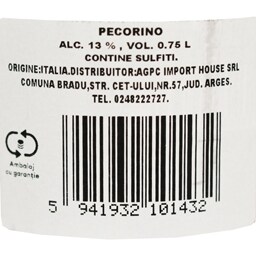 PECORINO
ALC. 13 % , VOL. 0.75 L
CONTINE SULFITI.
ORIGINE:ITALIA.DISTRIBUITOR:AGPC IMPORT HOUSE SRL
COMUNA BRADU,STR. CET-ULUI,NR.57,JUD. ARGES.
TEL. 0248222727.
Ambalaj
cu garanție
5 941932 101432